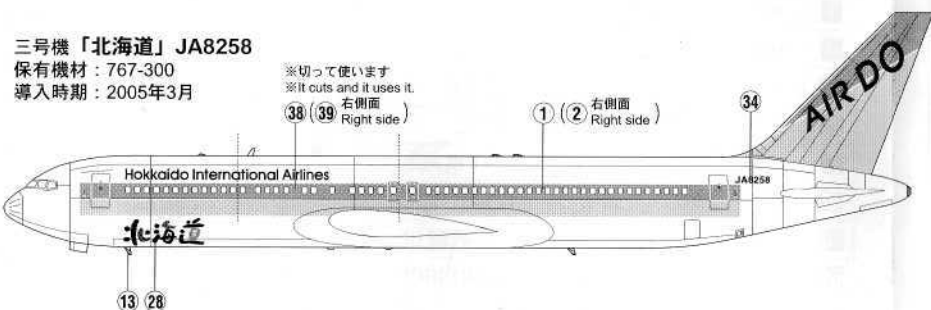 三号機「北海道」JA8258
保有機材：767-300
導入時期：2005年3月
※切って使います
※It cuts and it uses it.
38 (39 右側面 Right side)
1 (2 右側面 Right side)
34
AIR DO
Hokkaido International Airlines
JA8258
北海道
13 28